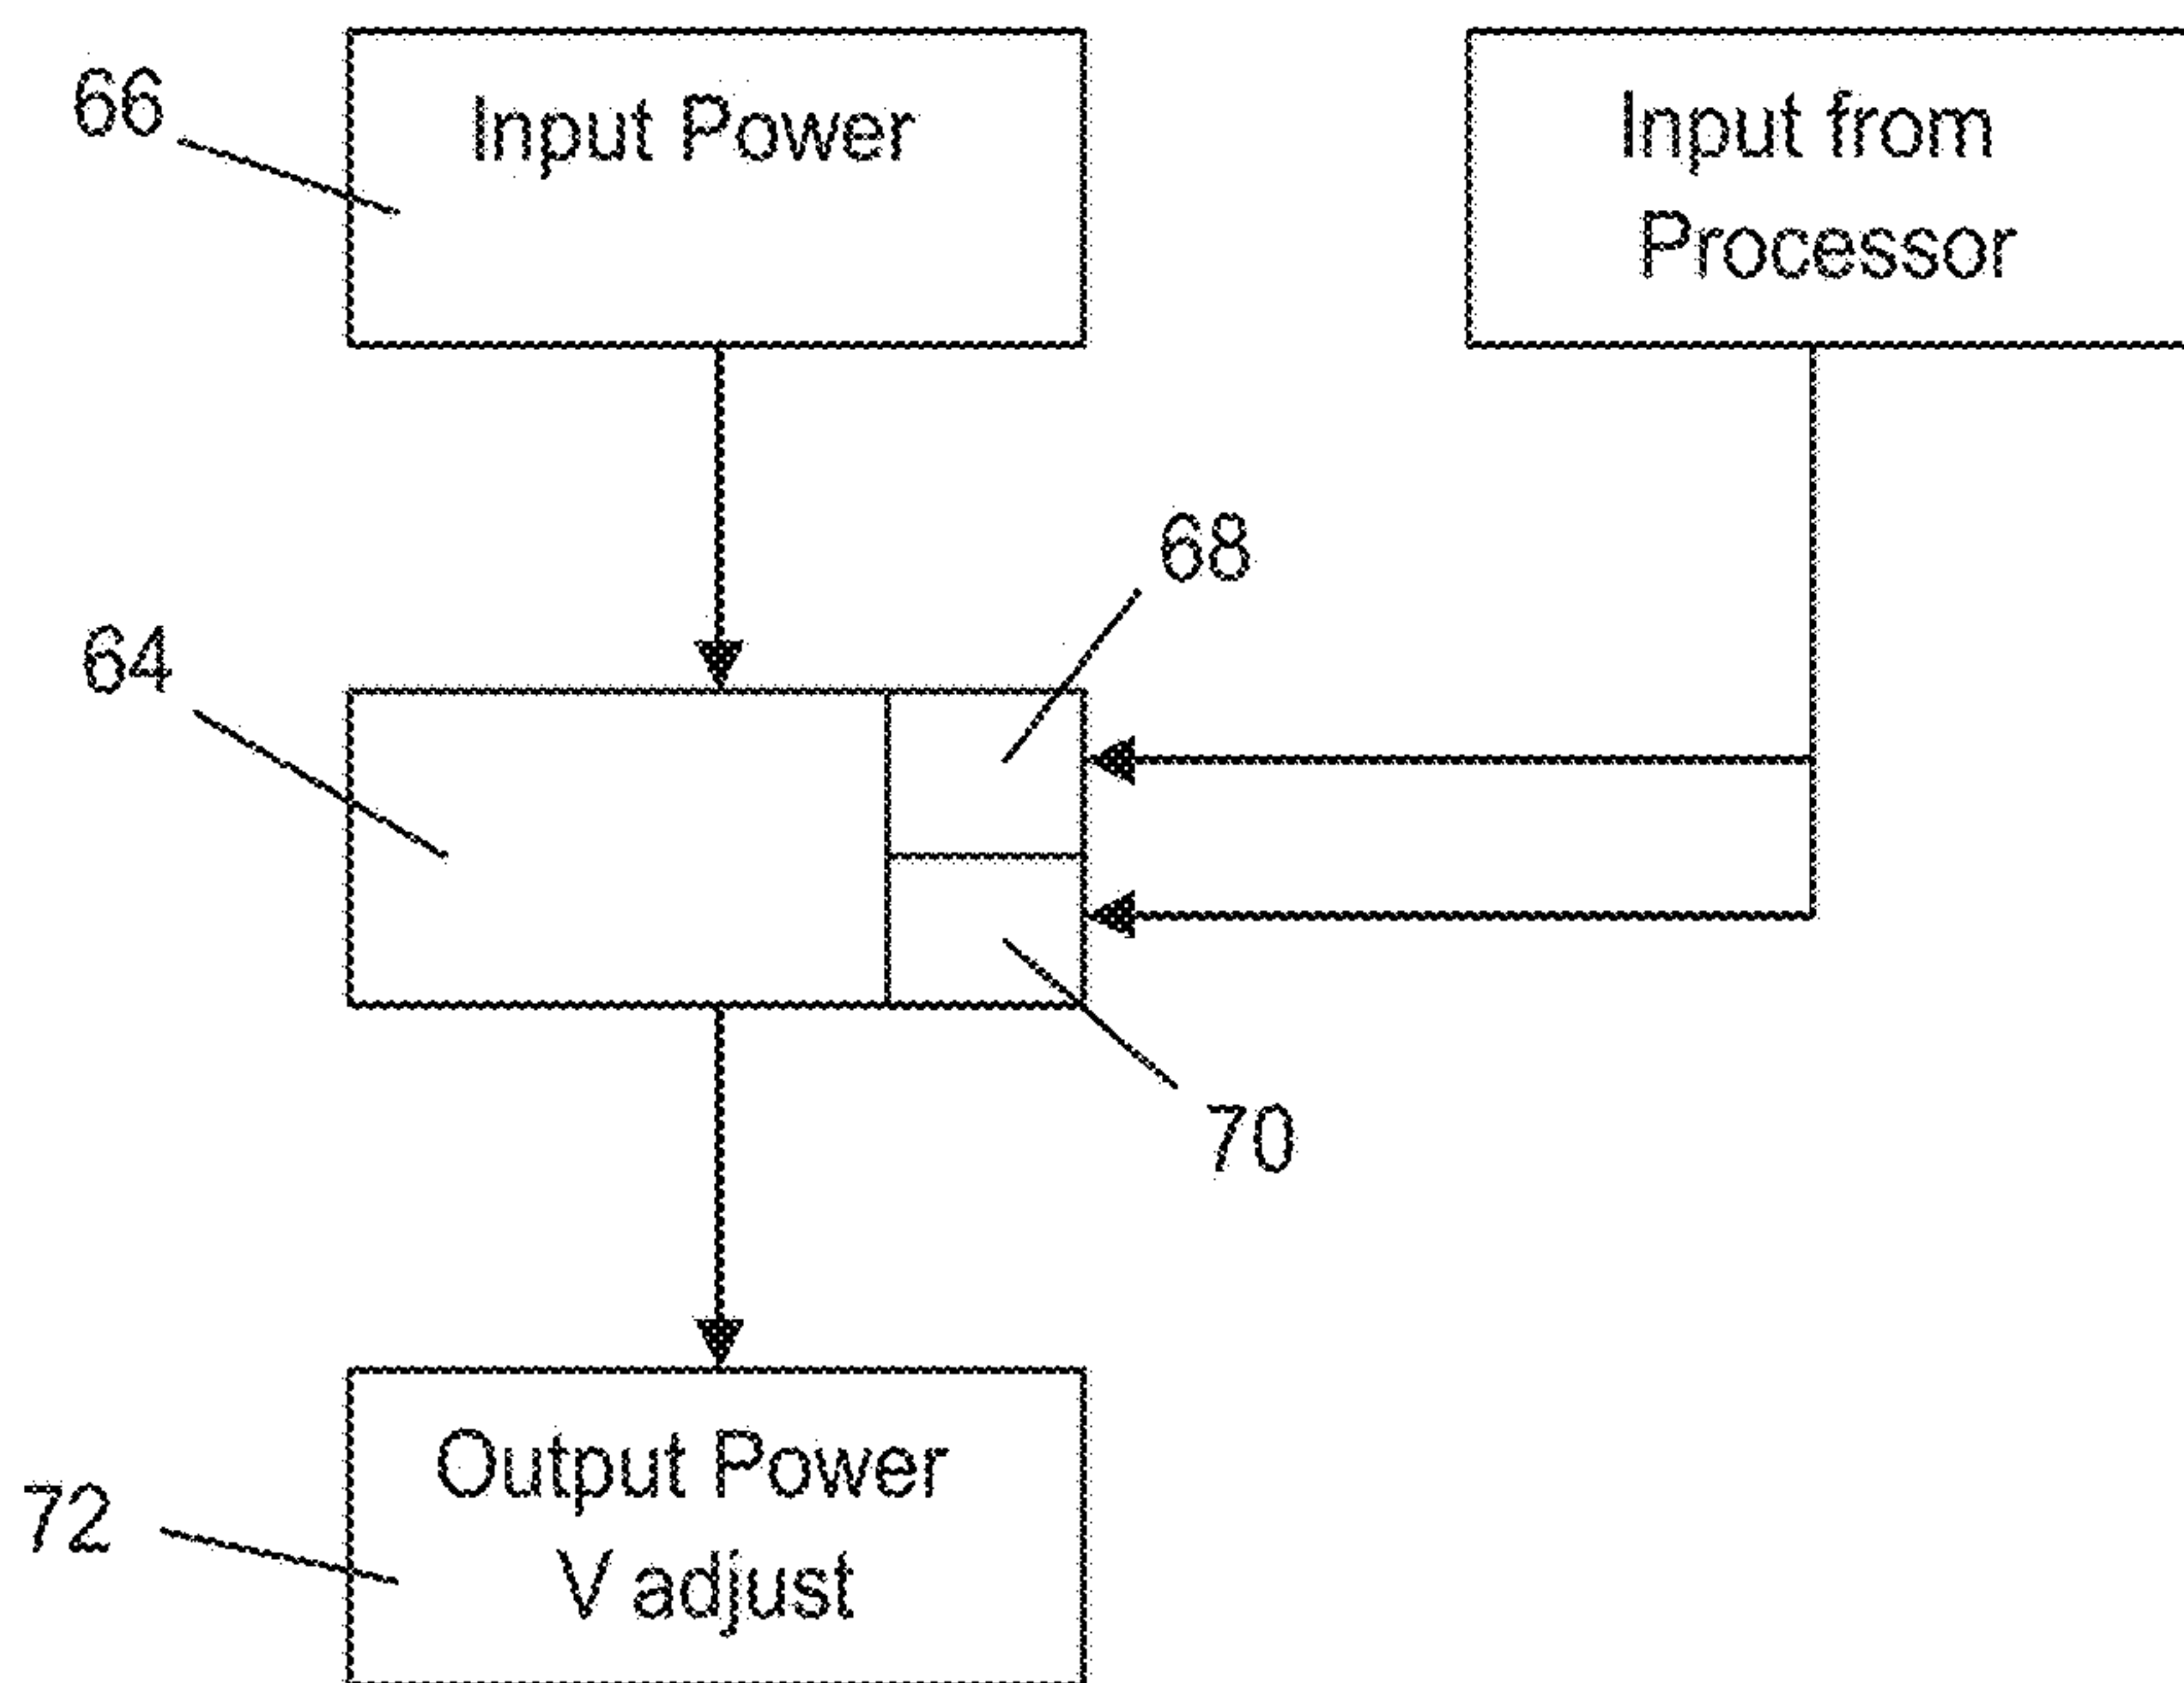 66
Input Power
Input from
Processor
68
64
70
72
Output Power
V adjust